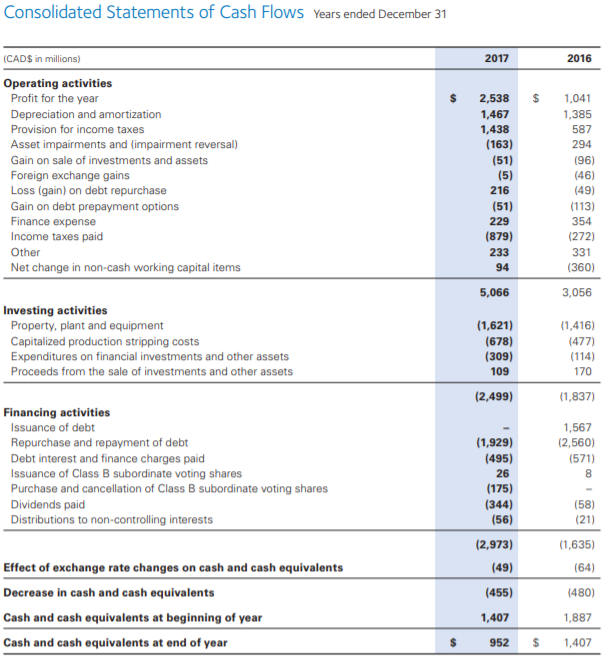 Consolidated Statements of Cash Flows Years ended December 31
(CAD$ in millions) 2017 2016
Operating activities
Profit for the year $ 2,538 $ 1,041
Depreciation and amortization 1,467 1,385
Provision for income taxes 1,438 587
Asset impairments and (impairment reversal) (163) 294
Gain on sale of investments and assets (51) (96)
Foreign exchange gains (5) (46)
Loss (gain) on debt repurchase 216 (49)
Gain on debt prepayment options (51) (113)
Finance expense 229 354
Income taxes paid (879) (272)
Other 233 331
Net change in non-cash working capital items 94 (360)
5,066 3,056
Investing activities
Property, plant and equipment (1,621) (1,416)
Capitalized production stripping costs (678) (477)
Expenditures on financial investments and other assets (309) (114)
Proceeds from the sale of investments and other assets 109 170
(2,499) (1,837)
Financing activities
Issuance of debt – 1,567
Repurchase and repayment of debt (1,929) (2,560)
Debt interest and finance charges paid (495) (571)
Issuance of Class B subordinate voting shares 26 8
Purchase and cancellation of Class B subordinate voting shares (175) –
Dividends paid (344) (58)
Distributions to non-controlling interests (56) (21)
(2,973) (1,635)
Effect of exchange rate changes on cash and cash equivalents (49) (64)
Decrease in cash and cash equivalents (455) (480)
Cash and cash equivalents at beginning of year 1,407 1,887
Cash and cash equivalents at end of year $ 952 $ 1,407